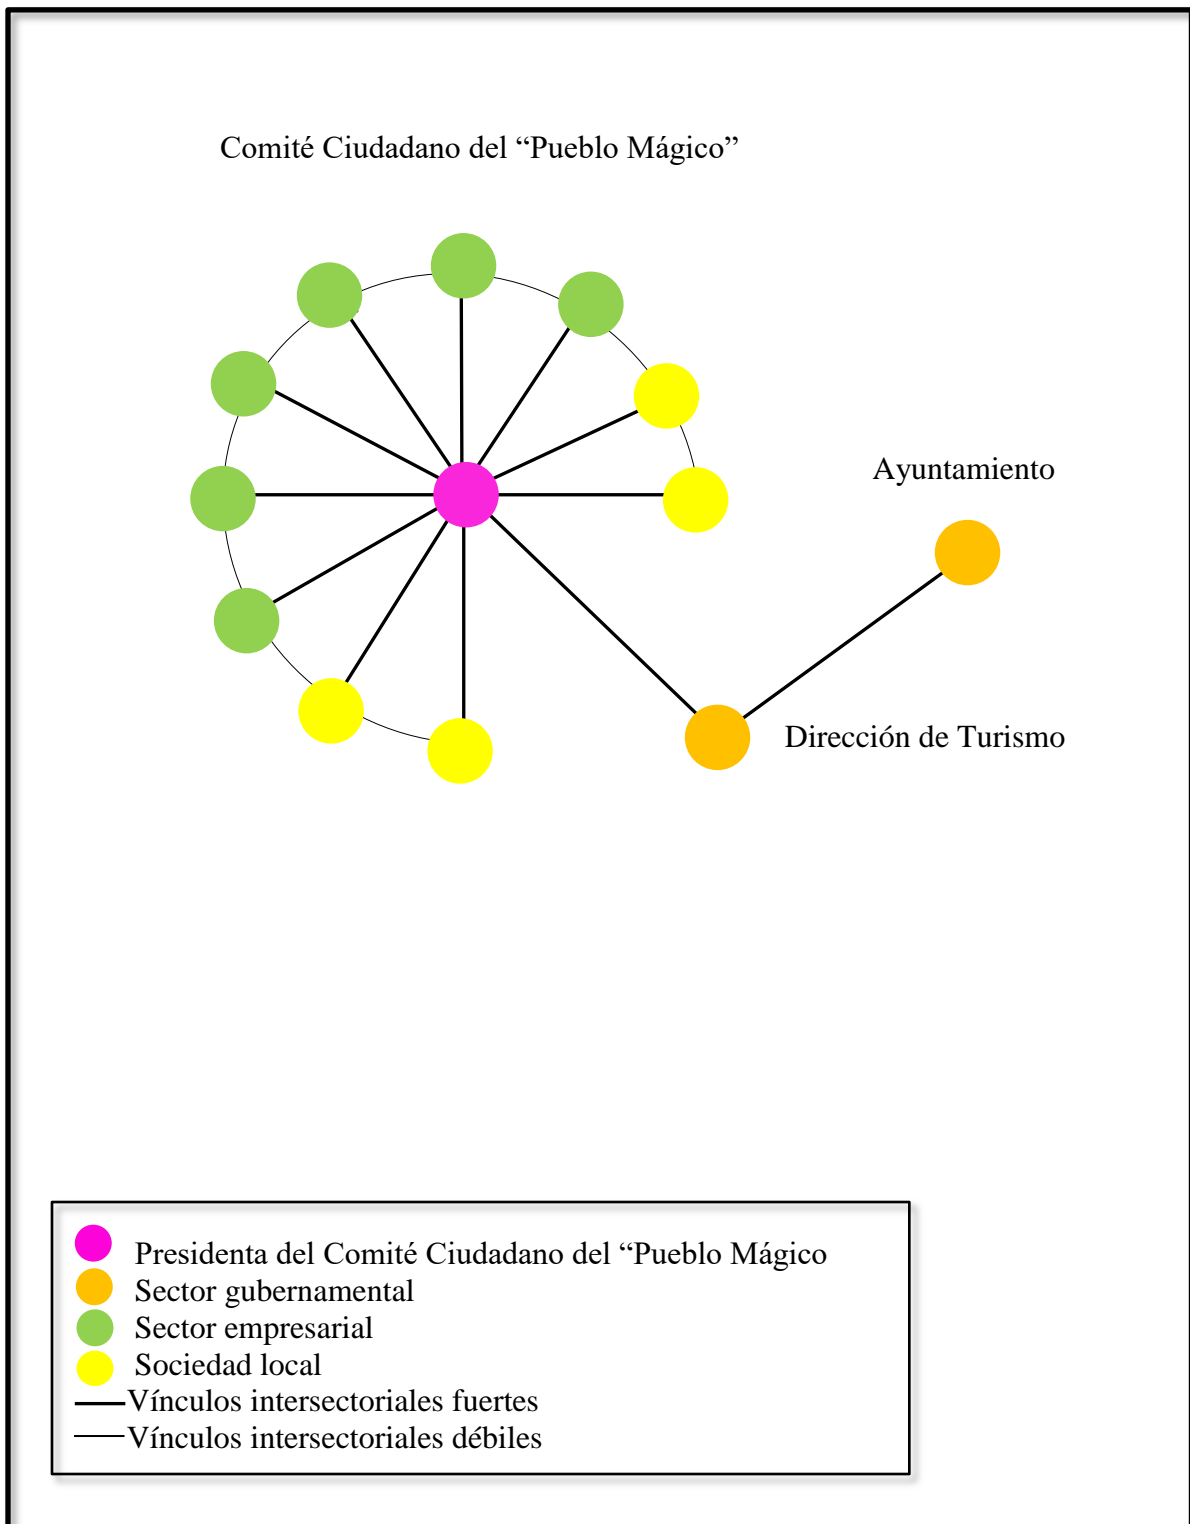 Comité Ciudadano del “Pueblo Mágico”
Ayuntamiento
Dirección de Turismo
Presidenta del Comité Ciudadano del “Pueblo Mágico
Sector gubernamental
Sector empresarial
Sociedad local
Vínculos intersectoriales fuertes
Vínculos intersectoriales débiles